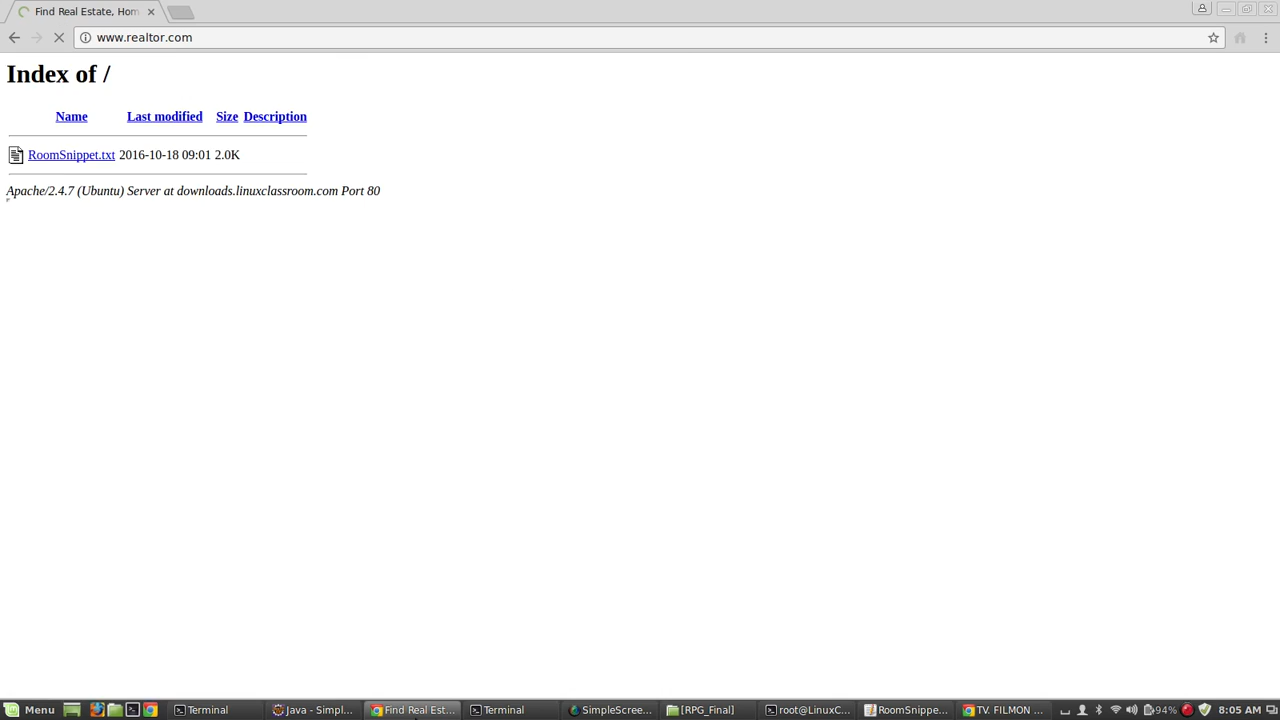 Find Real Estate, Hom
www.realtor.com
Index of /
Name Last modified Size Description
RoomSnippet.txt 2016-10-18 09:01 2.0K
Apache/2.4.7 (Ubuntu) Server at downloads.linuxclassroom.com Port 80
Menu Terminal Java - Simpl... Find Real Est... Terminal SimpleScree... [RPG_Final] root@LinuxC... RoomSnippe... TV. FILMON ... 94% 8:05 AM